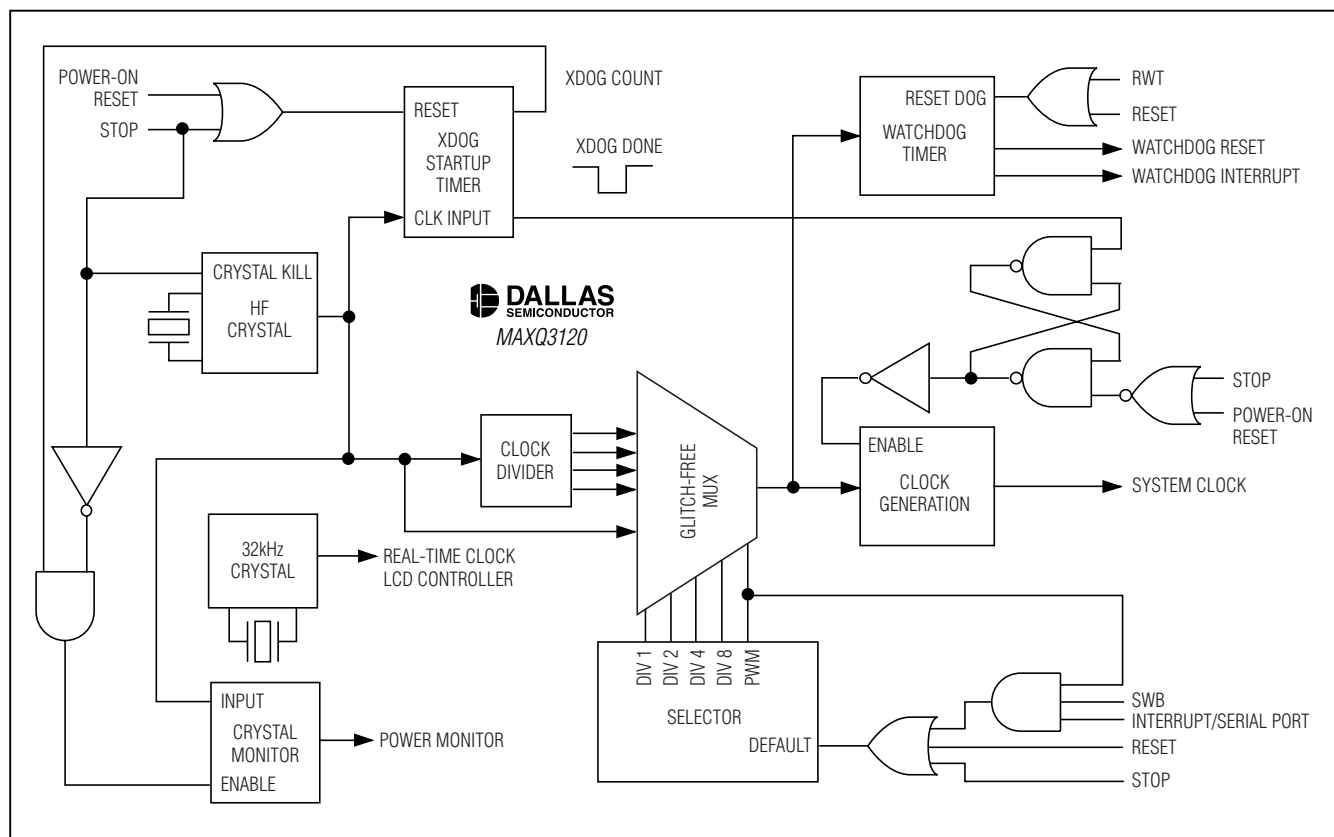 POWER-ON
RESET
STOP
RESET
XDOG
STARTUP
TIMER
CLK INPUT
XDOG COUNT
XDOG DONE
RESET DOG
WATCHDOG
TIMER
RWT
RESET
WATCHDOG RESET
WATCHDOG INTERRUPT
CRYSTAL KILL
HF
CRYSTAL
DALLAS
SEMICONDUCTOR
MAXQ3120
STOP
POWER-ON
RESET
CLOCK
DIVIDER
GLITCH-FREE
MUX
ENABLE
CLOCK
GENERATION
SYSTEM CLOCK
32kHz
CRYSTAL
REAL-TIME CLOCK
LCD CONTROLLER
DIV 1
DIV 2
DIV 4
DIV 8
PWM
SELECTOR
DEFAULT
SWB
INTERRUPT/SERIAL PORT
RESET
STOP
INPUT
CRYSTAL
MONITOR
ENABLE
POWER MONITOR